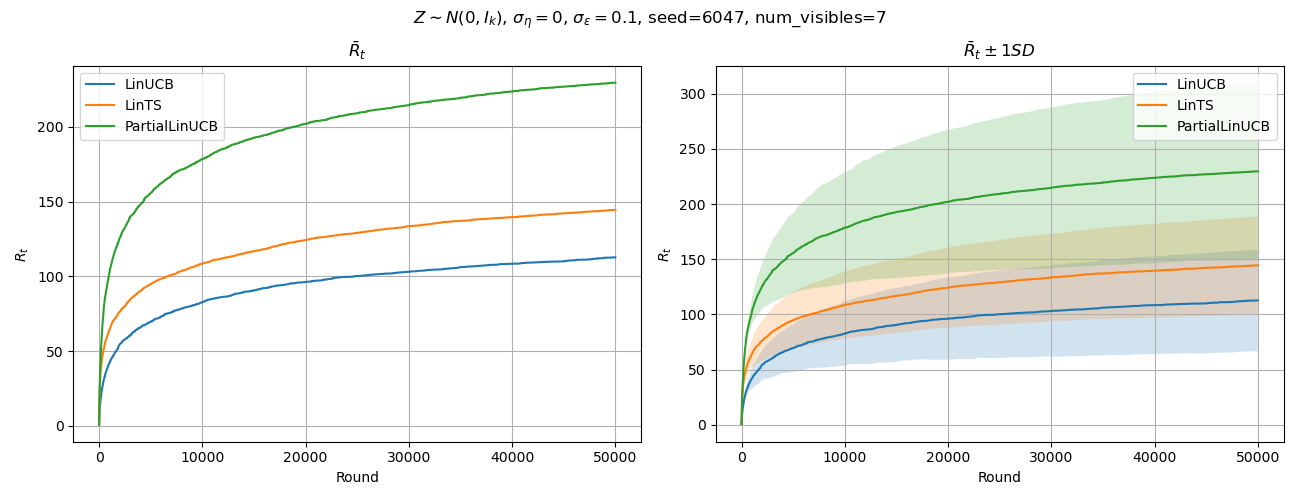 Z ∼ N(0, I_k), σ_η = 0, σ_ε = 0.1, seed=6047, num_visibles=7
R̄_t
LinUCB
LinTS
PartialLinUCB
R_t
200
150
100
50
0
0 10000 20000 30000 40000 50000
Round
R̄_t ± 1SD
LinUCB
LinTS
PartialLinUCB
R_t
300
250
200
150
100
50
0
0 10000 20000 30000 40000 50000
Round